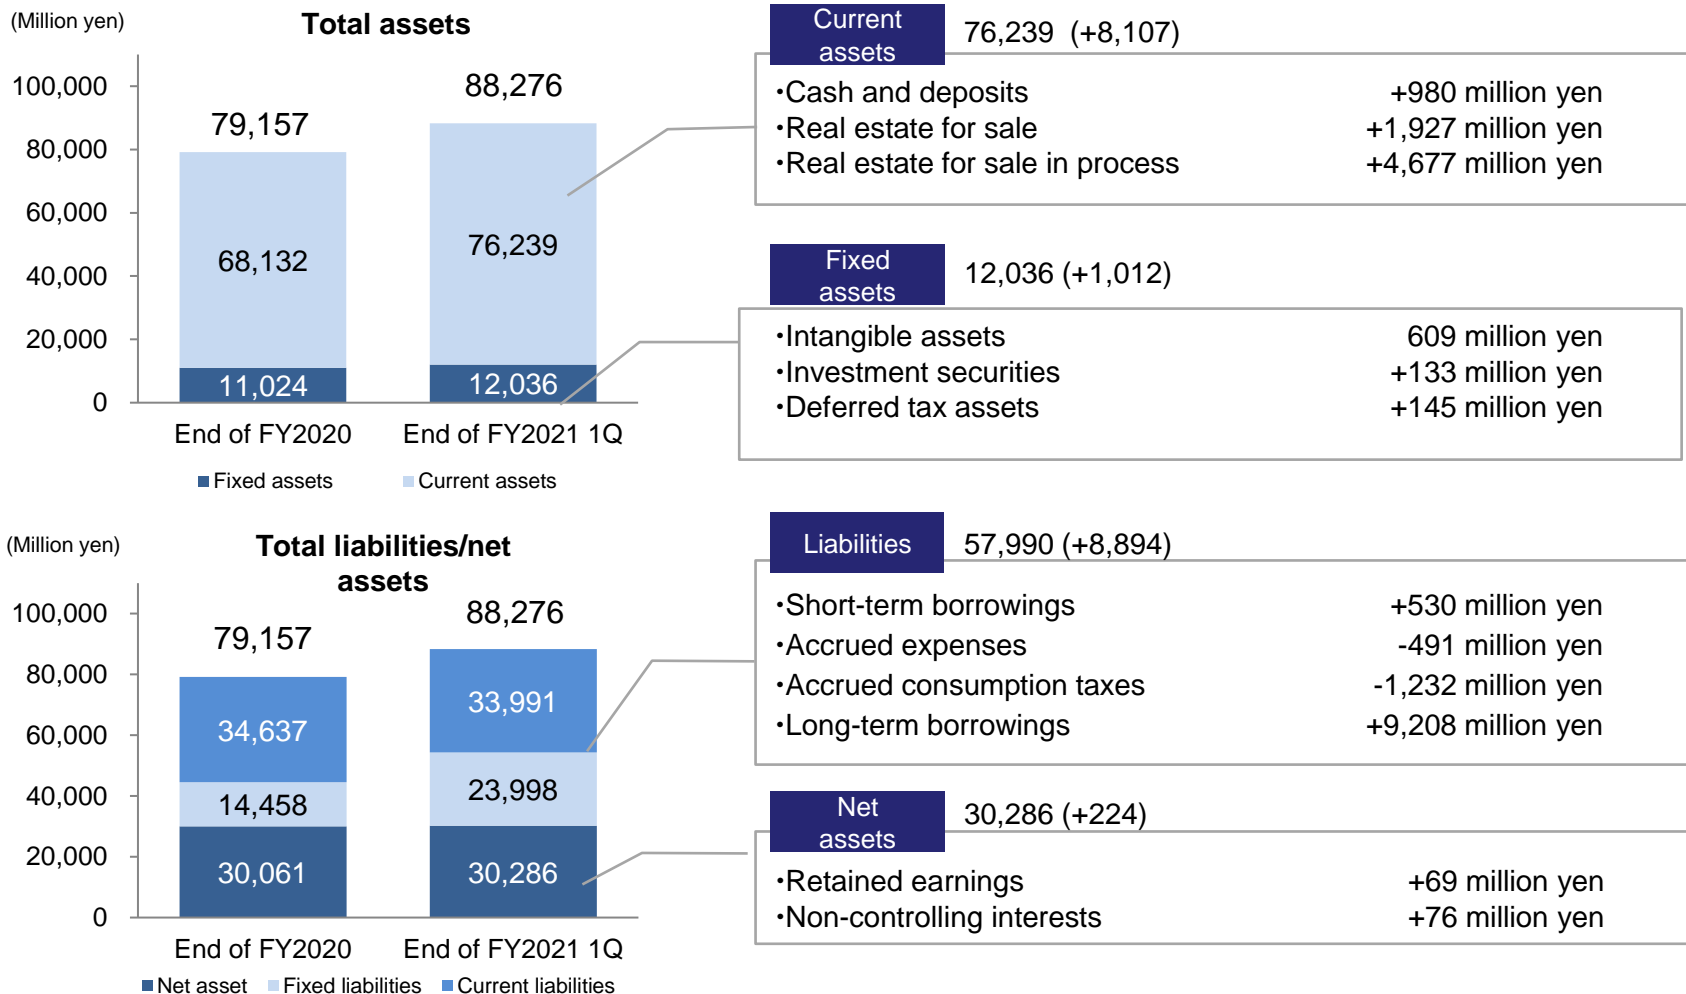 (Million yen)
Total assets
100,000
80,000
60,000
40,000
20,000
0
79,157
88,276
68,132
76,239
11,024
12,036
End of FY2020
End of FY2021 1Q
Fixed assets
Current assets
Current
assets
76,239 (+8,107)
・Cash and deposits +980 million yen
・Real estate for sale +1,927 million yen
・Real estate for sale in process +4,677 million yen
Fixed
assets
12,036 (+1,012)
・Intangible assets 609 million yen
・Investment securities +133 million yen
・Deferred tax assets +145 million yen
(Million yen)
Total liabilities/net
assets
100,000
80,000
60,000
40,000
20,000
0
79,157
88,276
34,637
33,991
14,458
23,998
30,061
30,286
End of FY2020
End of FY2021 1Q
Net asset
Fixed liabilities
Current liabilities
Liabilities
57,990 (+8,894)
・Short-term borrowings +530 million yen
・Accrued expenses -491 million yen
・Accrued consumption taxes -1,232 million yen
・Long-term borrowings +9,208 million yen
Net
assets
30,286 (+224)
・Retained earnings +69 million yen
・Non-controlling interests +76 million yen